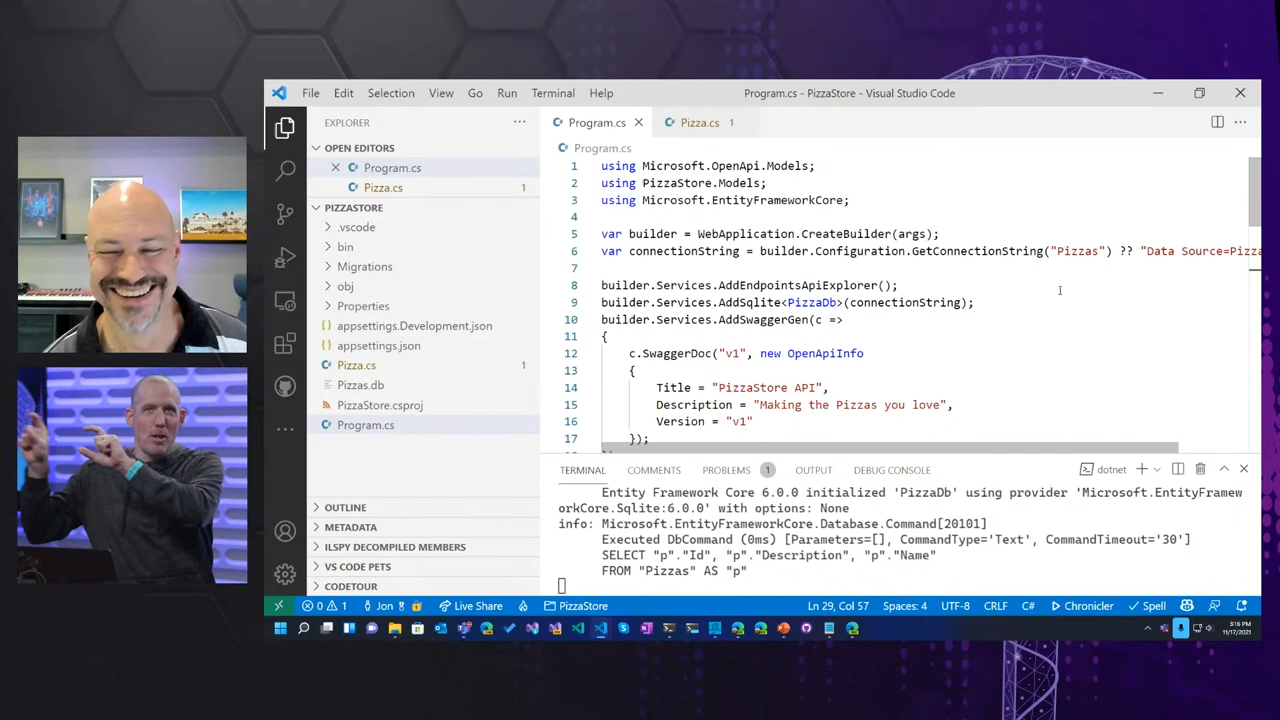 File Edit Selection View Go Run Terminal Help
Program.cs - PizzaStore - Visual Studio Code
EXPLORER
OPEN EDITORS
Program.cs
Pizza.cs 1
PIZZASTORE
.vscode
bin
Migrations
obj
Properties
appsettings.Development.json
appsettings.json
Pizza.cs 1
Pizzas.db
PizzaStore.csproj
Program.cs
OUTLINE
METADATA
ILSPY DECOMPILED MEMBERS
VS CODE PETS
CODETOUR
Program.cs
Pizza.cs 1
Program.cs
1 using Microsoft.OpenApi.Models;
2 using PizzaStore.Models;
3 using Microsoft.EntityFrameworkCore;
4
5 var builder = WebApplication.CreateBuilder(args);
6 var connectionString = builder.Configuration.GetConnectionString("Pizzas") ?? "Data Source=Pizza
7
8 builder.Services.AddEndpointsApiExplorer();
9 builder.Services.AddSqlite<PizzaDb>(connectionString);
10 builder.Services.AddSwaggerGen(c =>
11 {
12 c.SwaggerDoc("v1", new OpenApiInfo
13 {
14 Title = "PizzaStore API",
15 Description = "Making the Pizzas you love",
16 Version = "v1"
17 });
TERMINAL COMMENTS PROBLEMS 1 OUTPUT DEBUG CONSOLE
dotnet
Entity Framework Core 6.0.0 initialized 'PizzaDb' using provider 'Microsoft.EntityFramew
orkCore.Sqlite:6.0.0' with options: None
info: Microsoft.EntityFrameworkCore.Database.Command[20101]
Executed DbCommand (0ms) [Parameters=[], CommandType='Text', CommandTimeout='30']
SELECT "p"."Id", "p"."Description", "p"."Name"
FROM "Pizzas" AS "p"
0 1 Jon Live Share PizzaStore Ln 29, Col 57 Spaces: 4 UTF-8 CRLF C# Chronicler Spell
3:16 PM
11/17/2021